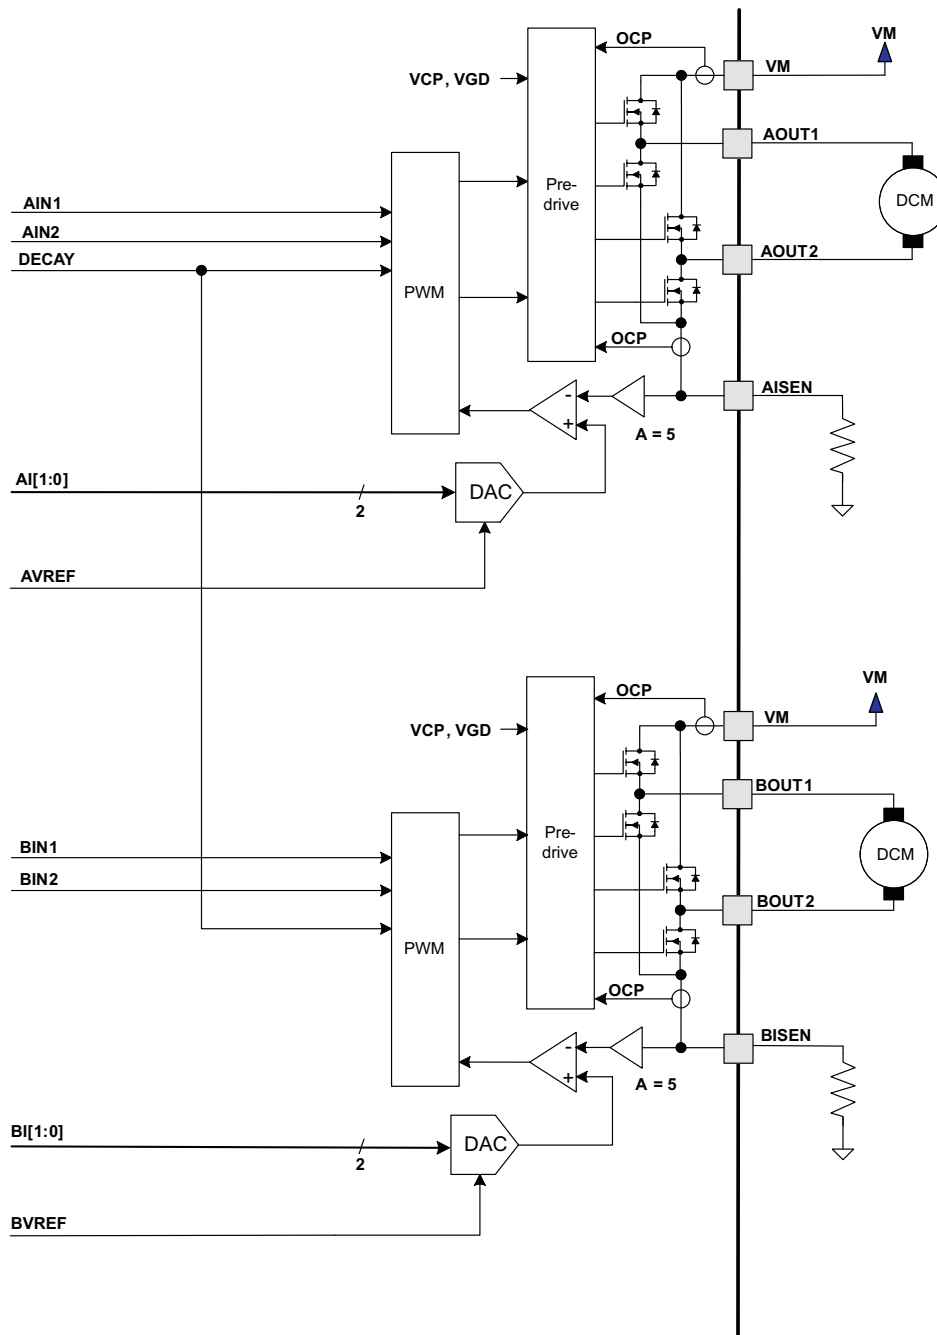 VM
OCP
VM
VCP, VGD
AOUT1
AIN1
Pre-
drive
DCM
AIN2
DECAY
AOUT2
PWM
OCP
AISEN
-
+
A = 5
AI[1:0]
2
DAC
AVREF
VM
OCP
VM
VCP, VGD
BOUT1
BIN1
Pre-
drive
DCM
BIN2
BOUT2
PWM
OCP
BISEN
-
+
A = 5
BI[1:0]
2
DAC
BVREF